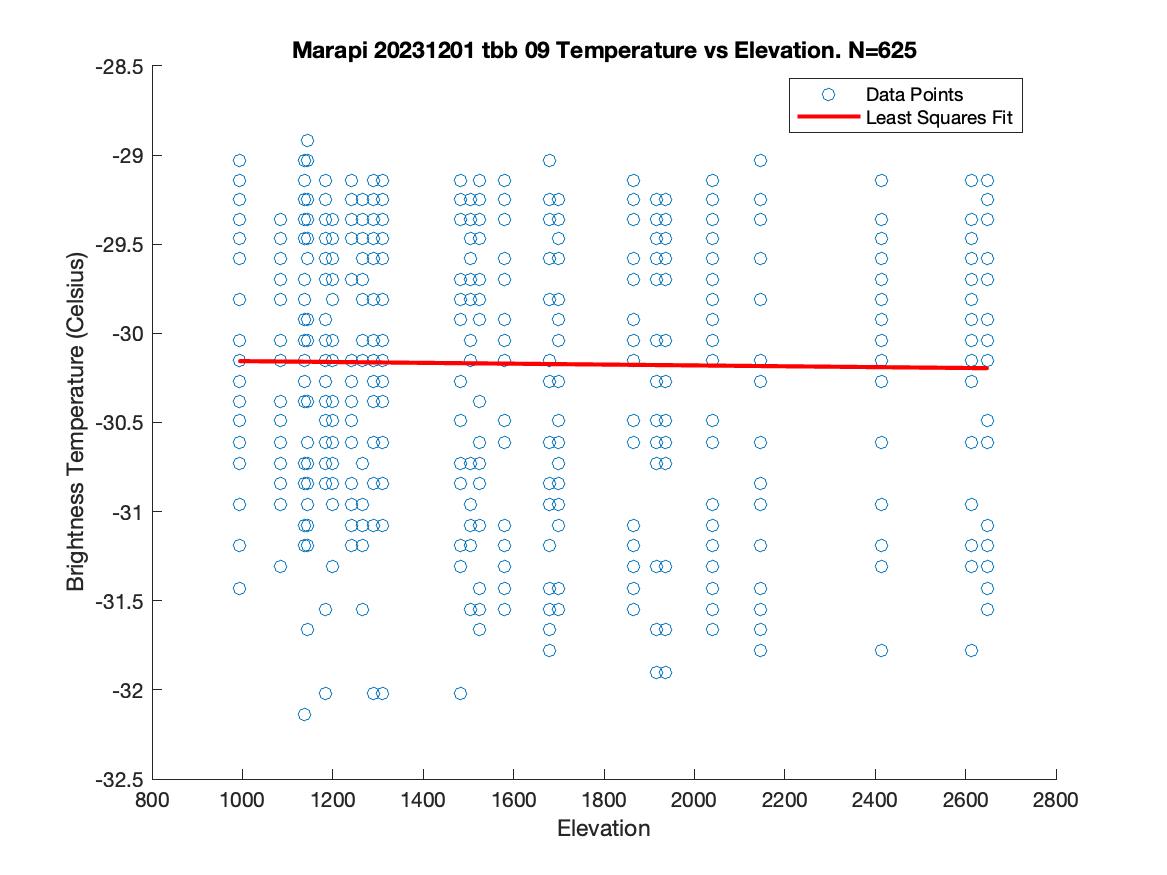 Marapi 20231201 tbb 09 Temperature vs Elevation. N=625
Data Points
Least Squares Fit
-28.5
-29
-29.5
-30
-30.5
-31
-31.5
-32
-32.5
Brightness Temperature (Celsius)
800 1000 1200 1400 1600 1800 2000 2200 2400 2600 2800
Elevation